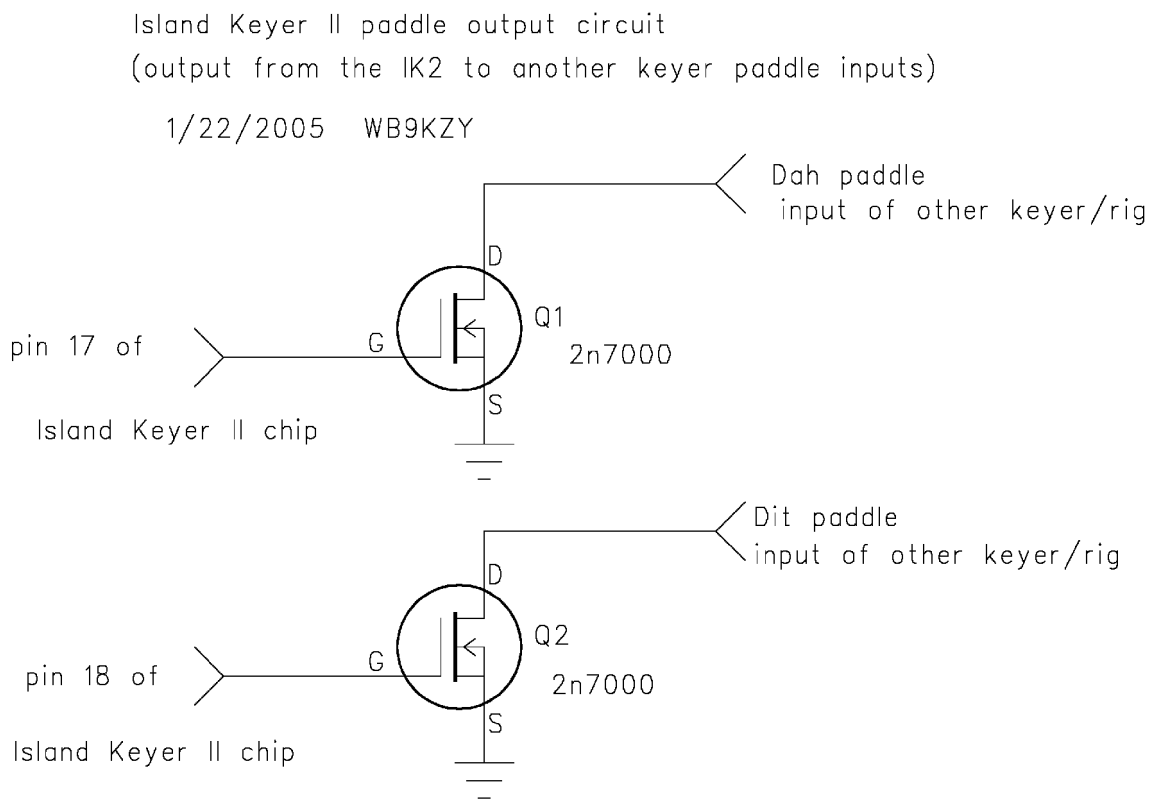 Island Keyer II paddle output circuit
(output from the IK2 to another keyer paddle inputs)
1/22/2005 WB9KZY
Dah paddle
input of other keyer/rig
D
Q1
G
pin 17 of
2n7000
S
Island Keyer II chip
Dit paddle
input of other keyer/rig
D
Q2
G
pin 18 of
2n7000
S
Island Keyer II chip